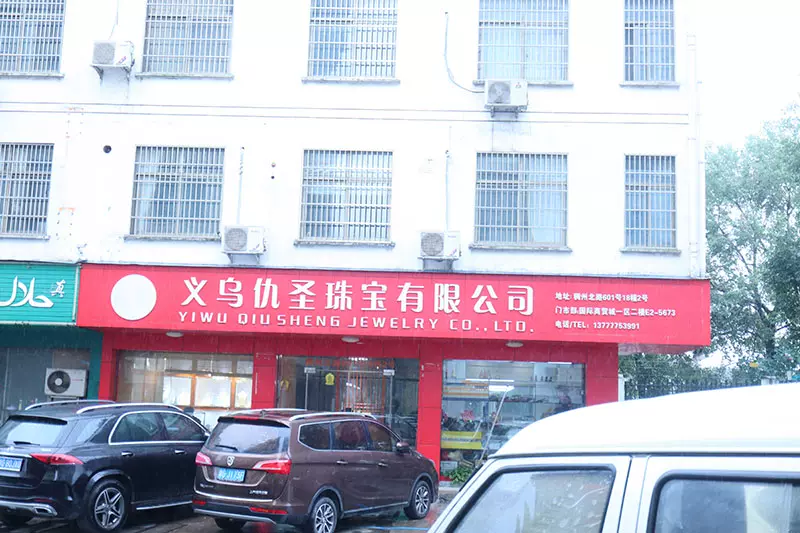 حلال
义乌仇圣珠宝有限公司
YIWU QIUSHENG JEWELRY CO., LTD.
地址: 稠州北路601号18幢2号
门市部:国际商贸城一区二楼E2-5673
电话/TEL: 13777753991